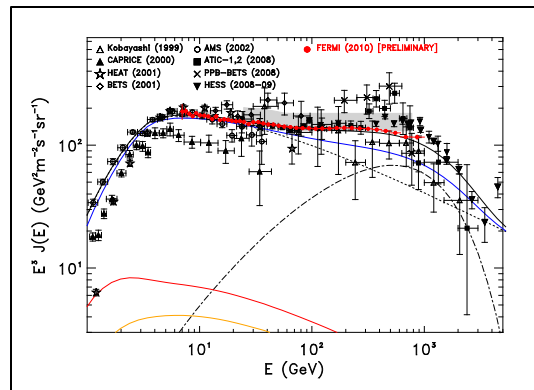 Kobayashi (1999)
CAPRICE (2000)
HEAT (2001)
BETS (2001)
AMS (2002)
ATIC-1,2 (2008)
PPB-BETS (2008)
HESS (2008-09)
FERMI (2010) [PRELIMINARY]
E³ J(E) (GeV²m⁻²s⁻¹sr⁻¹)
10²
10¹
10¹
10²
10³
E (GeV)